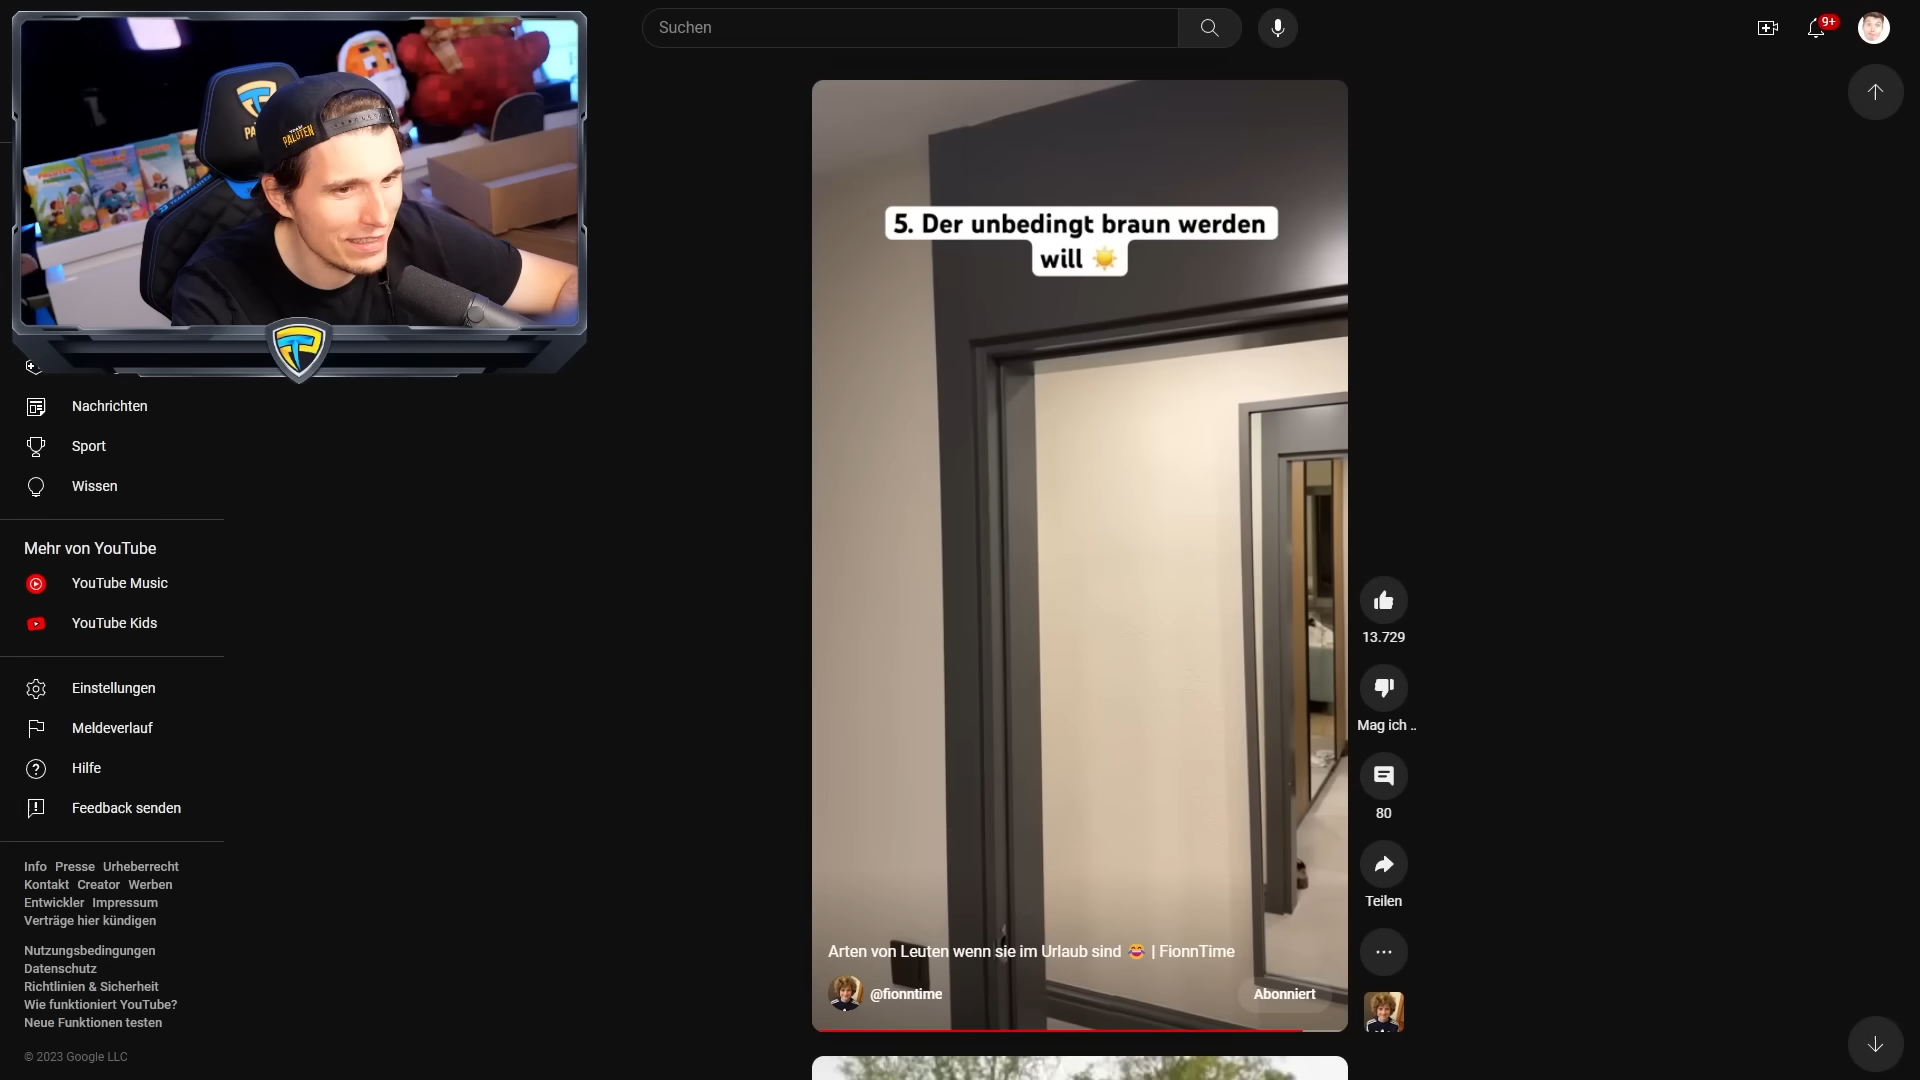 Suchen
9+
TEAM
PALUTEN
PA
5. Der unbedingt braun werden
will ☀️
Nachrichten
Sport
Wissen
Mehr von YouTube
YouTube Music
YouTube Kids
Einstellungen
Meldeverlauf
Hilfe
Feedback senden
Info Presse Urheberrecht
Kontakt Creator Werben
Entwickler Impressum
Verträge hier kündigen
Nutzungsbedingungen
Datenschutz
Richtlinien & Sicherheit
Wie funktioniert YouTube?
Neue Funktionen testen
© 2023 Google LLC
Arten von Leuten wenn sie im Urlaub sind 😂 | FionnTime
@fionntime
Abonniert
13.729
Mag ich ..
80
Teilen